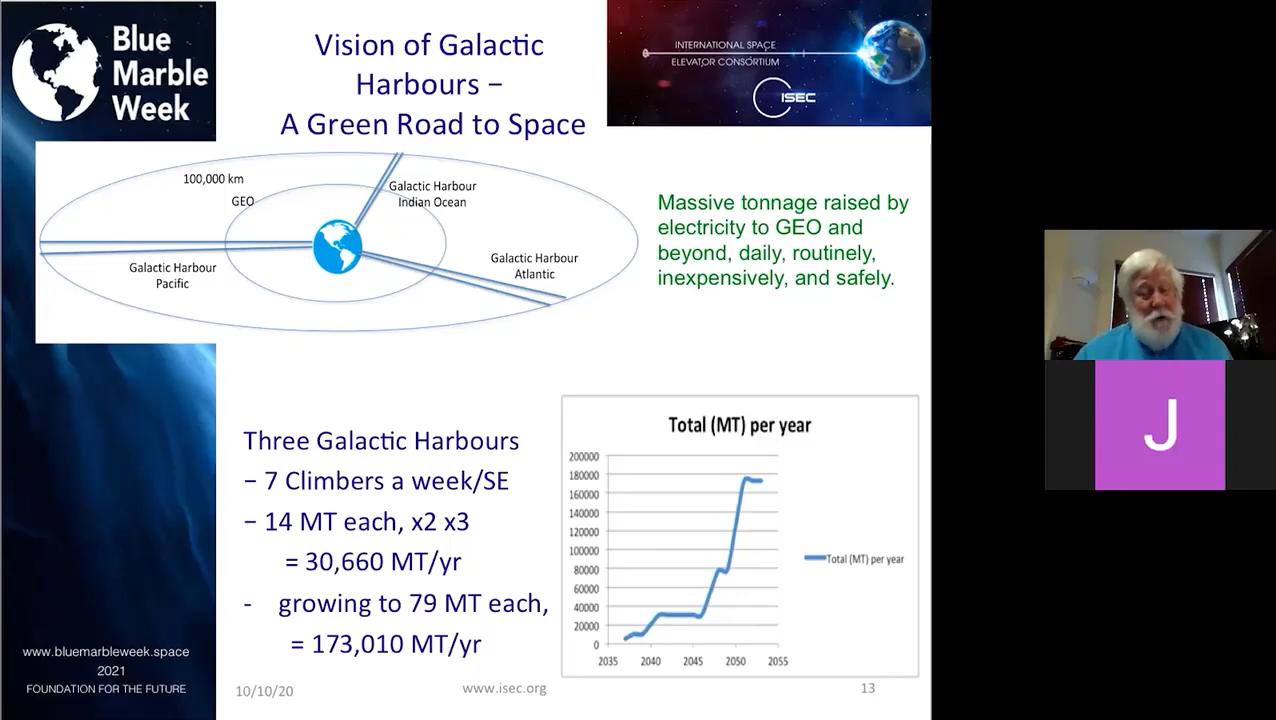 Blue
Marble
Week
Vision of Galactic
Harbours –
A Green Road to Space
INTERNATIONAL SPACE
ELEVATOR CONSORTIUM
ISEC
100,000 km
GEO
Galactic Harbour
Indian Ocean
Galactic Harbour
Pacific
Galactic Harbour
Atlantic
Massive tonnage raised by
electricity to GEO and
beyond, daily, routinely,
inexpensively, and safely.
Three Galactic Harbours
– 7 Climbers a week/SE
– 14 MT each, x2 x3
= 30,660 MT/yr
- growing to 79 MT each,
= 173,010 MT/yr
Total (MT) per year
200000
180000
160000
140000
120000
100000
80000
60000
40000
20000
0
2035 2040 2045 2050 2055
Total (MT) per year
www.bluemarbleweek.space
2021
FOUNDATION FOR THE FUTURE
10/10/20
www.isec.org
13
J